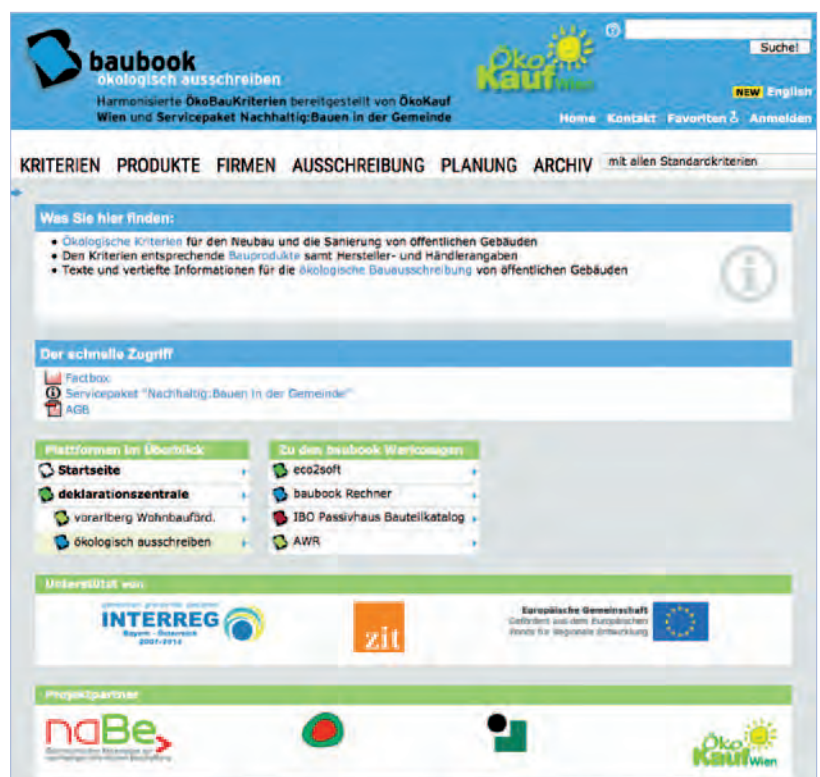 baubook
ökologisch ausschreiben
Harmonisierte ÖkoBauKriterien bereitgestellt von ÖkoKauf
Wien und Servicepaket Nachhaltig:Bauen in der Gemeinde
Öko
Kauf Wien
Suche!
NEW English
Home Kontakt Favoriten Anmelden
KRITERIEN PRODUKTE FIRMEN AUSSCHREIBUNG PLANUNG ARCHIV mit allen Standardkriterien
Was Sie hier finden:
• Ökologische Kriterien für den Neubau und die Sanierung von öffentlichen Gebäuden
• Den Kriterien entsprechende Bauprodukte samt Hersteller- und Händlerangaben
• Texte und vertiefte Informationen für die ökologische Bauausschreibung von öffentlichen Gebäuden
Der schnelle Zugriff
Factbox
Servicepaket "Nachhaltig:Bauen in der Gemeinde"
AGB
Plattformen im Überblick
Startseite
deklarationszentrale
vorarlberg Wohnbauförd.
ökologisch ausschreiben
Zu den baubook Werkzeugen
eco2soft
baubook Rechner
IBO Passivhaus Bauteilkatalog
AWR
Unterstützt von
INTERREG
Bayern - Österreich
2007-2013
zit
Europäische Gemeinschaft
Gefördert aus dem Europäischen
Fonds für Regionale Entwicklung
Projektpartner
naBe
Öko
Kauf Wien